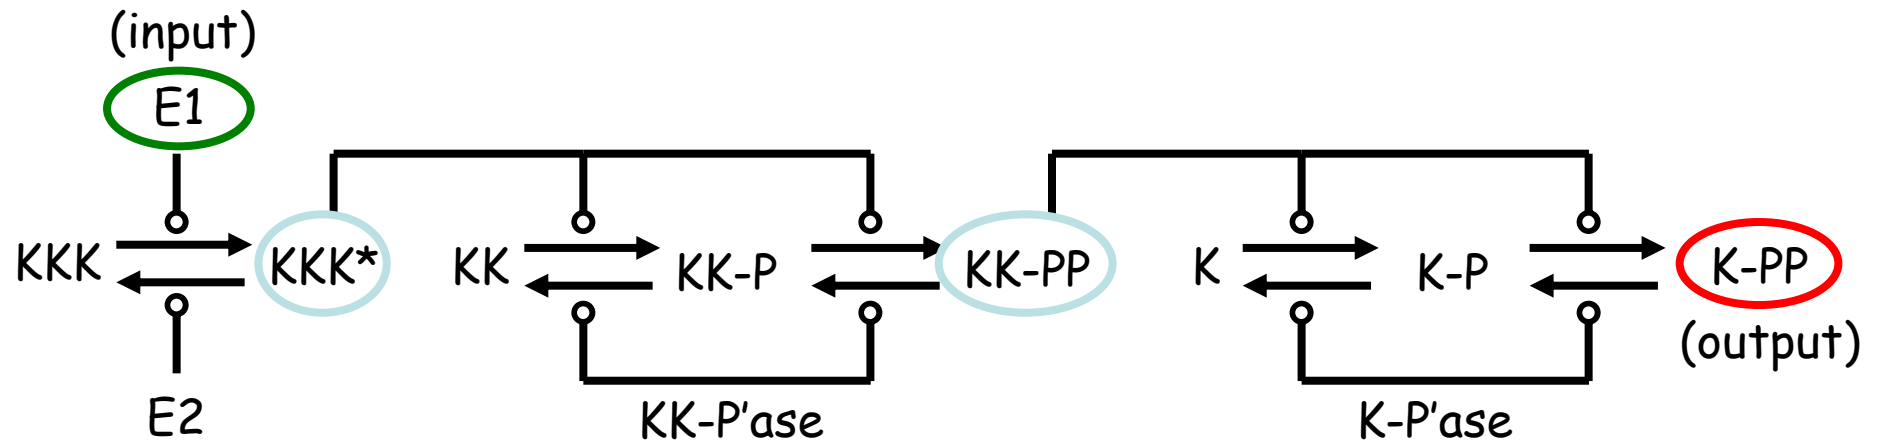 (input)
E1
KKK
KKK*
KK
KK-P
KK-PP
K
K-P
K-PP
(output)
E2
KK-P'ase
K-P'ase